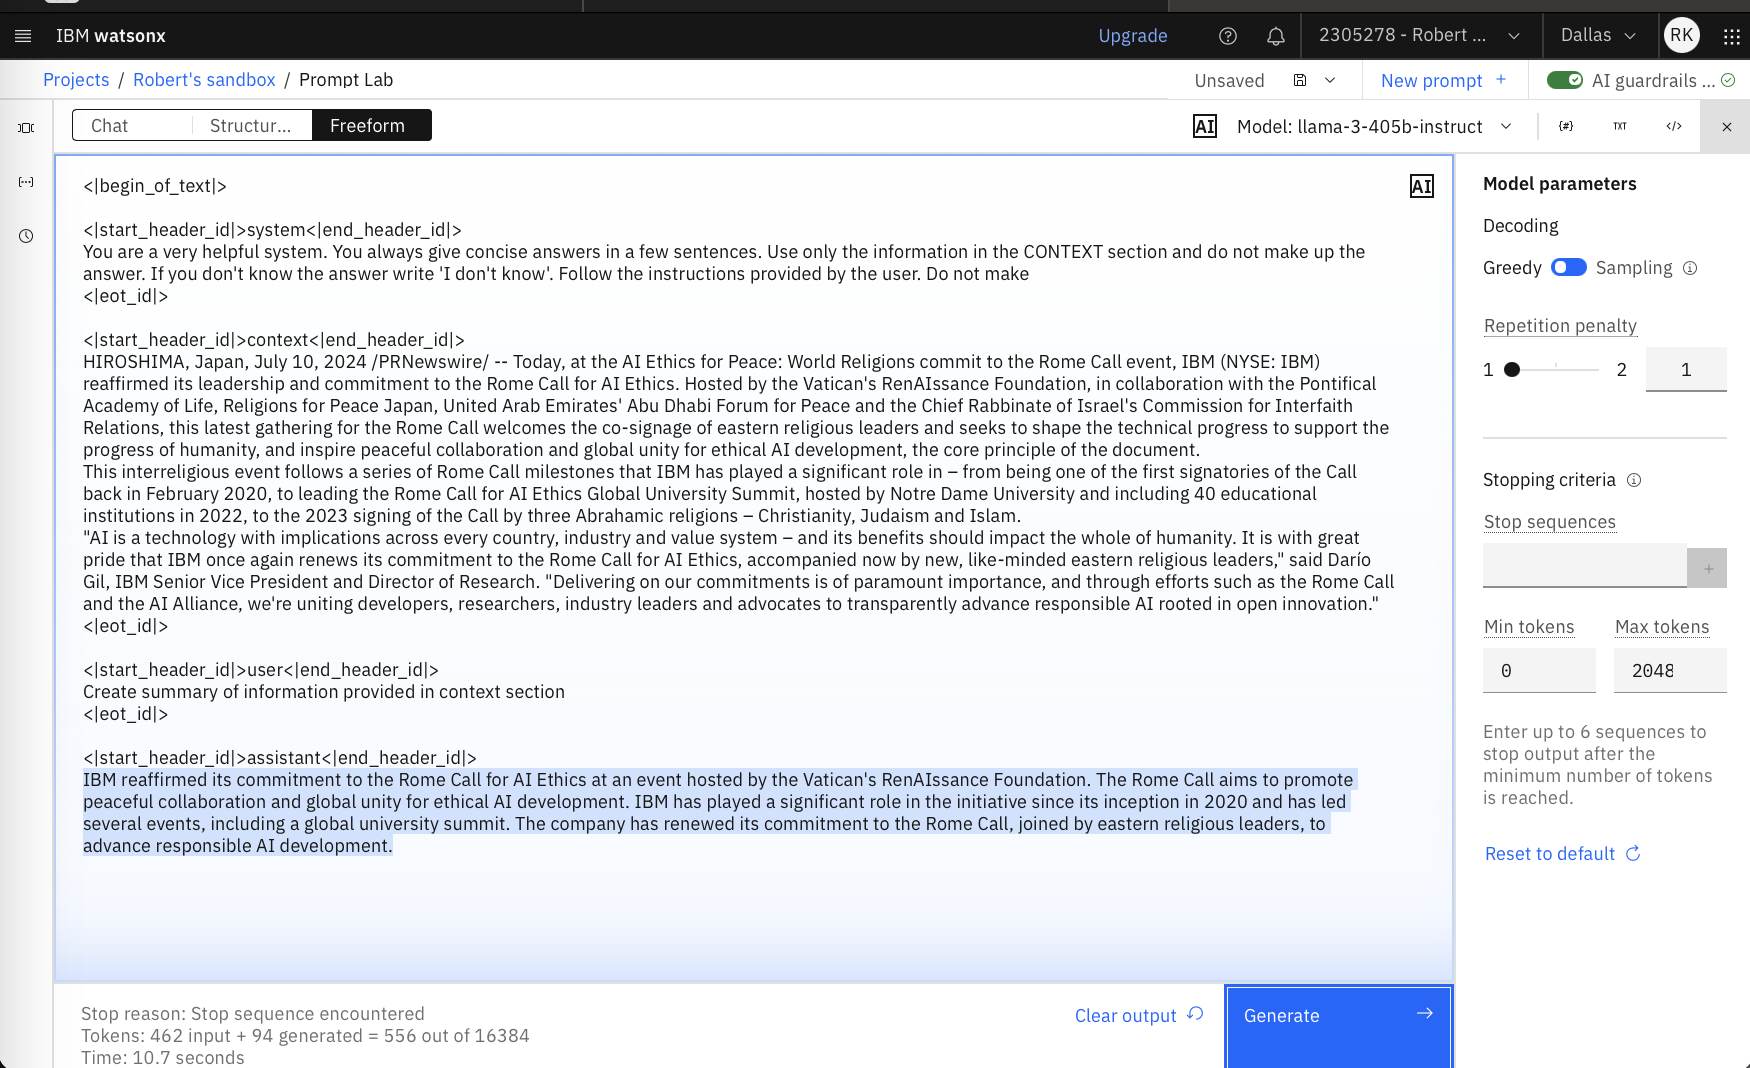 IBM watsonx
Upgrade
2305278 - Robert ...
Dallas
RK
Projects / Robert's sandbox / Prompt Lab
Unsaved
New prompt +
AI guardrails ...
Chat
Structur...
Freeform
AI
Model: llama-3-405b-instruct
{#}
TXT
</>
<|begin_of_text|>
AI
<|start_header_id|>system<|end_header_id|>
You are a very helpful system. You always give concise answers in a few sentences. Use only the information in the CONTEXT section and do not make up the
answer. If you don't know the answer write 'I don't know'. Follow the instructions provided by the user. Do not make
<|eot_id|>
<|start_header_id|>context<|end_header_id|>
HIROSHIMA, Japan, July 10, 2024 /PRNewswire/ -- Today, at the AI Ethics for Peace: World Religions commit to the Rome Call event, IBM (NYSE: IBM)
reaffirmed its leadership and commitment to the Rome Call for AI Ethics. Hosted by the Vatican's RenAIssance Foundation, in collaboration with the Pontifical
Academy of Life, Religions for Peace Japan, United Arab Emirates' Abu Dhabi Forum for Peace and the Chief Rabbinate of Israel's Commission for Interfaith
Relations, this latest gathering for the Rome Call welcomes the co-signage of eastern religious leaders and seeks to shape the technical progress to support the
progress of humanity, and inspire peaceful collaboration and global unity for ethical AI development, the core principle of the document.
This interreligious event follows a series of Rome Call milestones that IBM has played a significant role in – from being one of the first signatories of the Call
back in February 2020, to leading the Rome Call for AI Ethics Global University Summit, hosted by Notre Dame University and including 40 educational
institutions in 2022, to the 2023 signing of the Call by three Abrahamic religions – Christianity, Judaism and Islam.
"AI is a technology with implications across every country, industry and value system – and its benefits should impact the whole of humanity. It is with great
pride that IBM once again renews its commitment to the Rome Call for AI Ethics, accompanied now by new, like-minded eastern religious leaders," said Darío
Gil, IBM Senior Vice President and Director of Research. "Delivering on our commitments is of paramount importance, and through efforts such as the Rome Call
and the AI Alliance, we're uniting developers, researchers, industry leaders and advocates to transparently advance responsible AI rooted in open innovation."
<|eot_id|>
<|start_header_id|>user<|end_header_id|>
Create summary of information provided in context section
<|eot_id|>
<|start_header_id|>assistant<|end_header_id|>
IBM reaffirmed its commitment to the Rome Call for AI Ethics at an event hosted by the Vatican's RenAIssance Foundation. The Rome Call aims to promote
peaceful collaboration and global unity for ethical AI development. IBM has played a significant role in the initiative since its inception in 2020 and has led
several events, including a global university summit. The company has renewed its commitment to the Rome Call, joined by eastern religious leaders, to
advance responsible AI development.
Stop reason: Stop sequence encountered
Tokens: 462 input + 94 generated = 556 out of 16384
Time: 10.7 seconds
Clear output
Generate
Model parameters
Decoding
Greedy
Sampling
Repetition penalty
1
2
1
Stopping criteria
Stop sequences
+
Min tokens
Max tokens
0
2048
Enter up to 6 sequences to
stop output after the
minimum number of tokens
is reached.
Reset to default